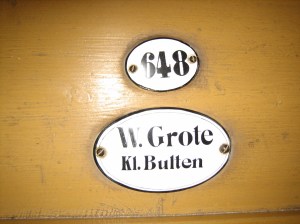 648
W. Grote
Kl. Bulten